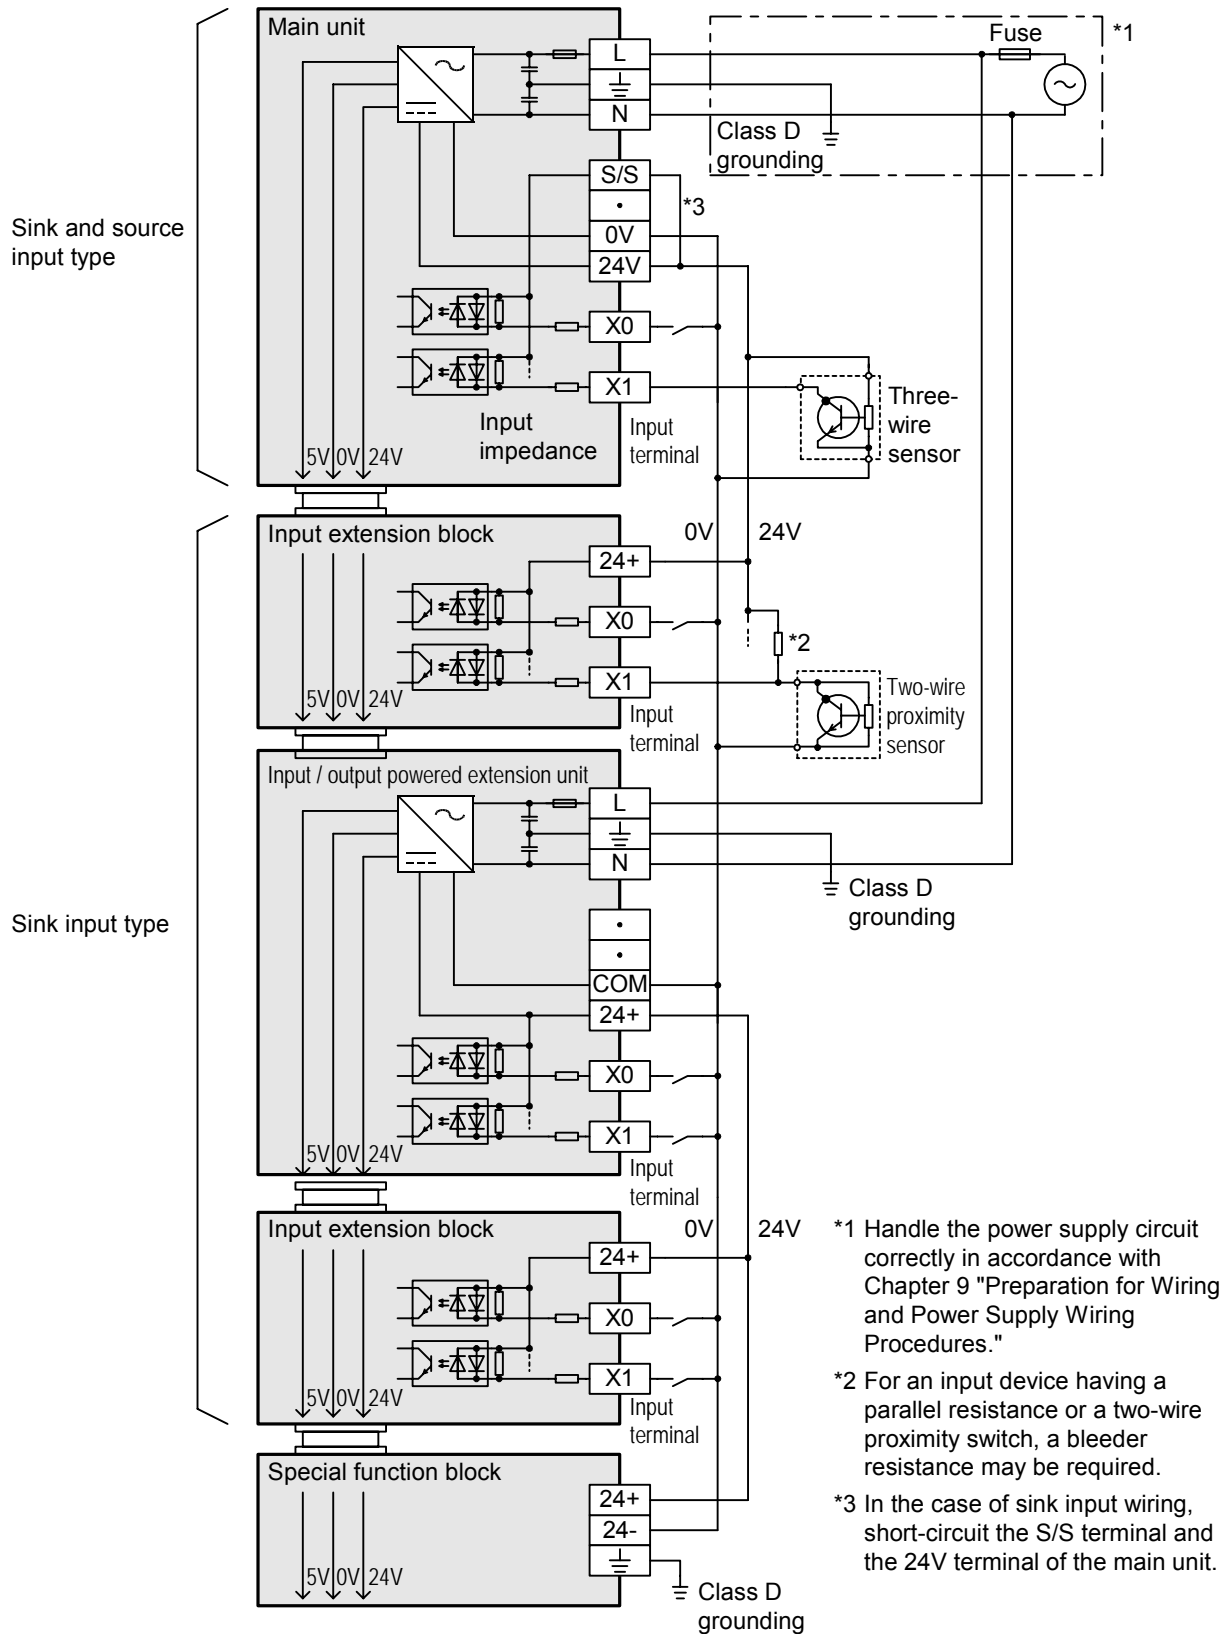 Main unit
Fuse
*1
L
N
Class D
grounding
S/S
*3
0V
24V
Sink and source
input type
X0
X1
Three-
wire
sensor
Input
impedance
Input
terminal
5V 0V 24V
Input extension block
0V 24V
24+
X0
*2
X1
Two-wire
proximity
sensor
5V 0V 24V
Input
terminal
Input / output powered extension unit
L
N
Class D
grounding
Sink input type
COM
24+
X0
X1
5V 0V 24V
Input
terminal
Input extension block
0V 24V
24+
X0
X1
5V 0V 24V
Input
terminal
Special function block
24+
24-
5V 0V 24V
Class D
grounding
*1 Handle the power supply circuit
correctly in accordance with
Chapter 9 "Preparation for Wiring
and Power Supply Wiring
Procedures."
*2 For an input device having a
parallel resistance or a two-wire
proximity switch, a bleeder
resistance may be required.
*3 In the case of sink input wiring,
short-circuit the S/S terminal and
the 24V terminal of the main unit.